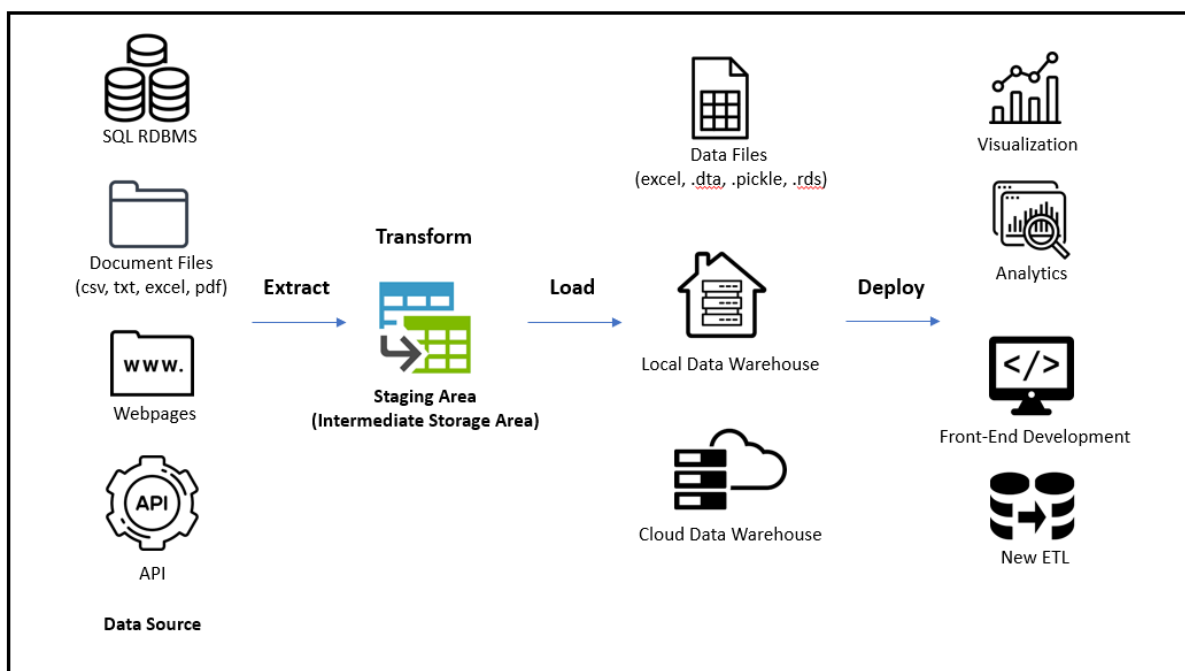 SQL RDBMS
Document Files
(csv, txt, excel, pdf)
www.
Webpages
API
API
Data Source
Extract
Transform
Staging Area
(Intermediate Storage Area)
Load
Data Files
(excel, .dta, .pickle, .rds)
Local Data Warehouse
Cloud Data Warehouse
Deploy
Visualization
Analytics
</>
Front-End Development
New ETL